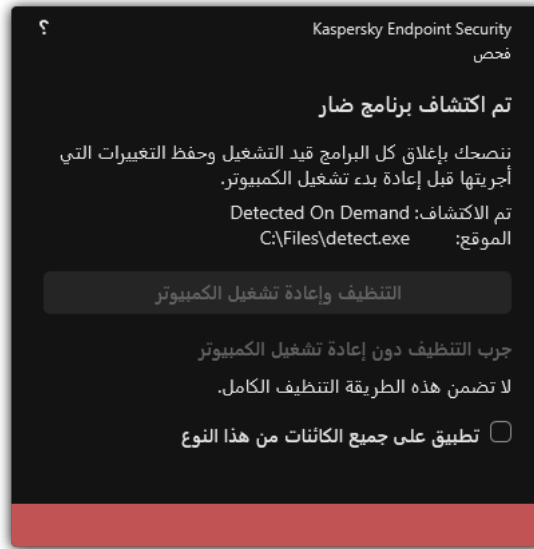 Kaspersky Endpoint Security ؟
فحص
تم اكتشاف برنامج ضار
ننصحك بإغلاق كل البرامج قيد التشغيل وحفظ التغييرات التي
أجريتها قبل إعادة بدء تشغيل الكمبيوتر.
تم الاكتشاف: Detected On Demand
الموقع: C:\Files\detect.exe
التنظيف وإعادة تشغيل الكمبيوتر
جرب التنظيف دون إعادة تشغيل الكمبيوتر
لا تضمن هذه الطريقة التنظيف الكامل.
تطبيق على جميع الكائنات من هذا النوع